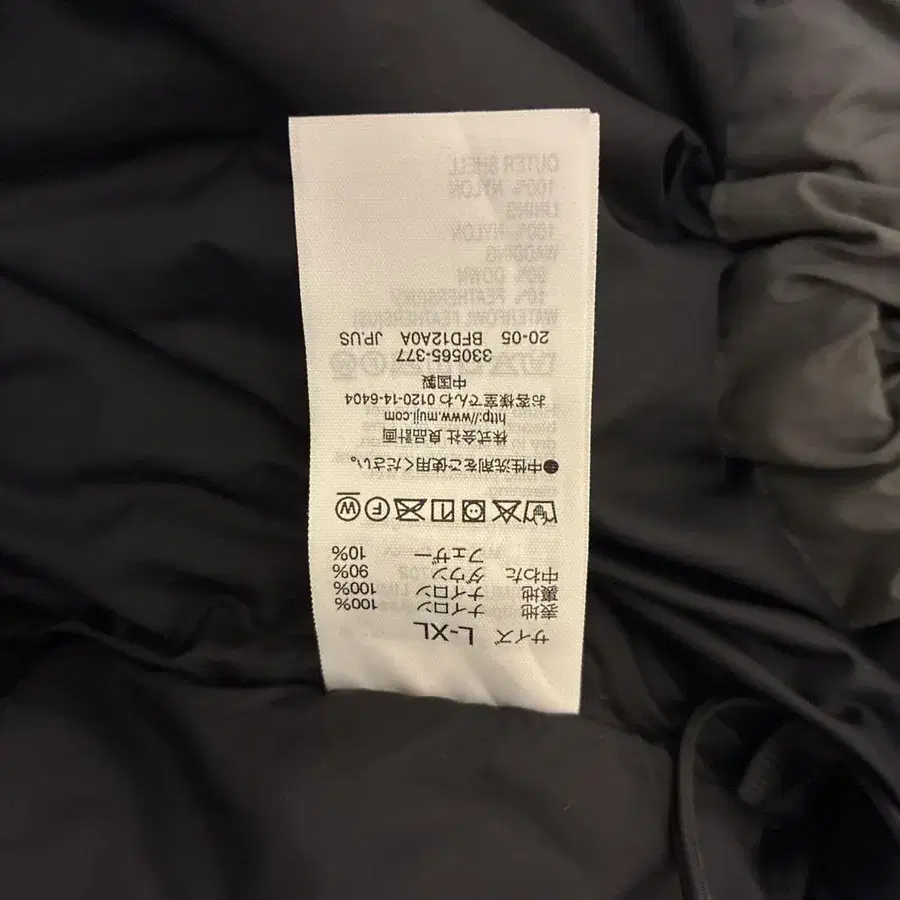 サイズ L-XL
表地 ナイロン 100%
裏地 ナイロン 100%
中わた ダウン 90%
フェザー 10%
W F
●中性洗剤をご使用ください。
株式会社 良品計画
http://www.muji.com
お客様室でんわ 0120-14-6404
中国製
330565-377
20-05 BFD12A0A JP.US
OUTER SHELL
100% NYLON
LINING
100% NYLON
WADDING
90% DOWN
10% FEATHERS
WATERFOWL FEATHERS